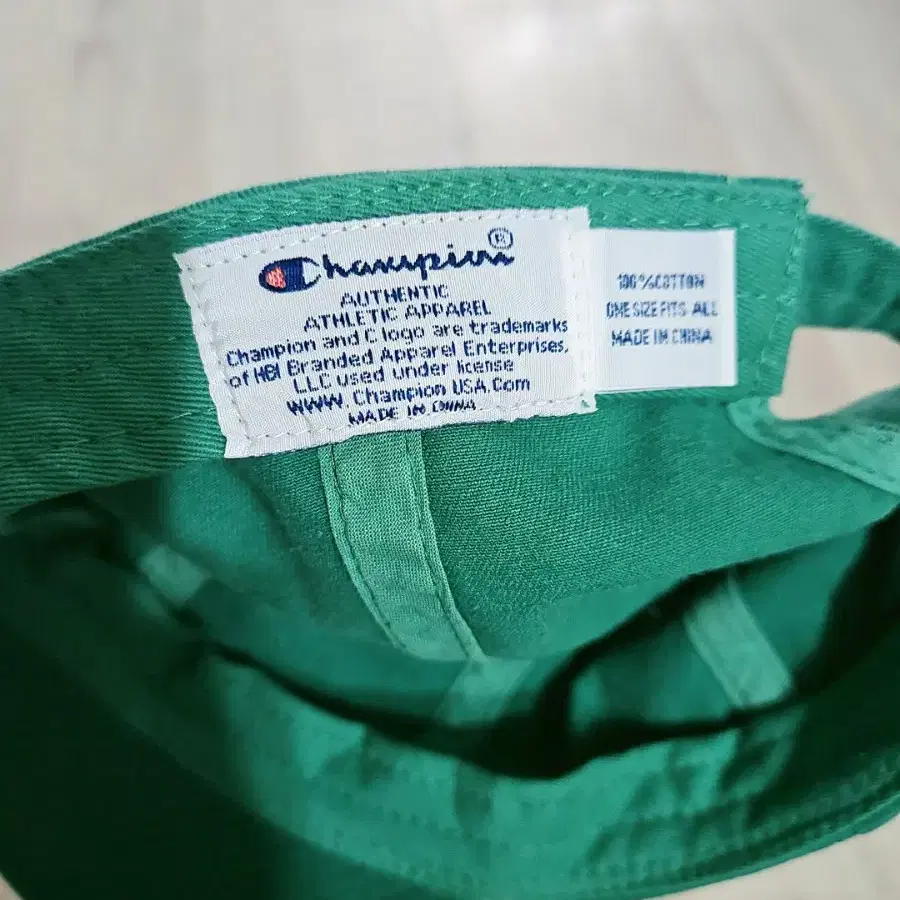 Champion®
AUTHENTIC
ATHLETIC APPAREL
Champion and C logo are trademarks
of HBI Branded Apparel Enterprises,
LLC used under license
WWW. Champion USA.Com
MADE IN CHINA
100%COTTON
ONE SIZE FITS ALL
MADE IN CHINA